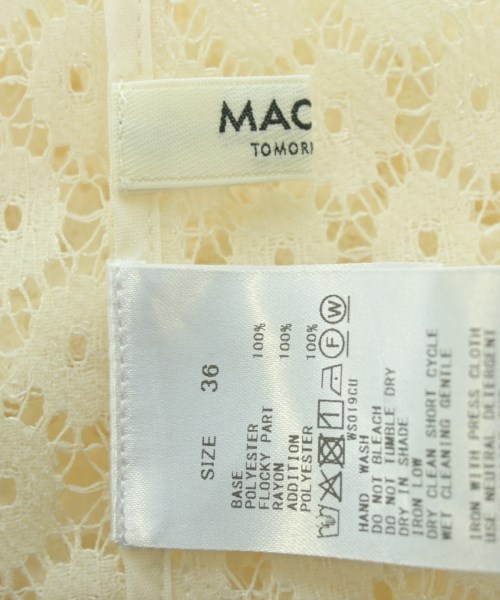 MAC
TOMOR
SIZE 36
BASE
POLYESTER 100%
FLOCKY PART
RAYON 100%
ADDITION
POLYESTER 100%
WS019CU
HAND WASH
DO NOT BLEACH
DO NOT TUMBLE DRY
DRY IN SHADE
IRON LOW
DRY CLEAN SHORT CYCLE
WET CLEANING GENTLE
IRON WITH PRESS CLOTH
USE NEUTRAL DETERGENT